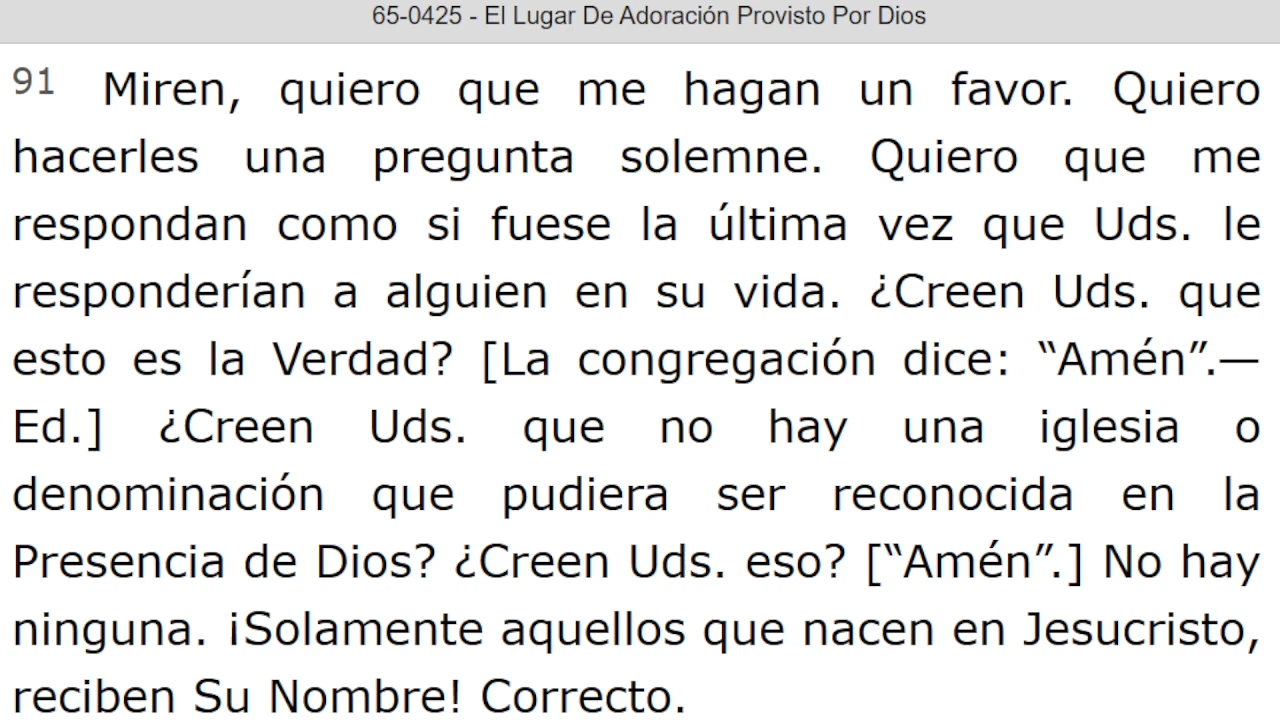 65-0425 - El Lugar De Adoración Provisto Por Dios
91 Miren, quiero que me hagan un favor. Quiero
hacerles una pregunta solemne. Quiero que me
respondan como si fuese la última vez que Uds. le
responderían a alguien en su vida. ¿Creen Uds. que
esto es la Verdad? [La congregación dice: “Amén”.—
Ed.] ¿Creen Uds. que no hay una iglesia o
denominación que pudiera ser reconocida en la
Presencia de Dios? ¿Creen Uds. eso? [“Amén”.] No hay
ninguna. ¡Solamente aquellos que nacen en Jesucristo,
reciben Su Nombre! Correcto.